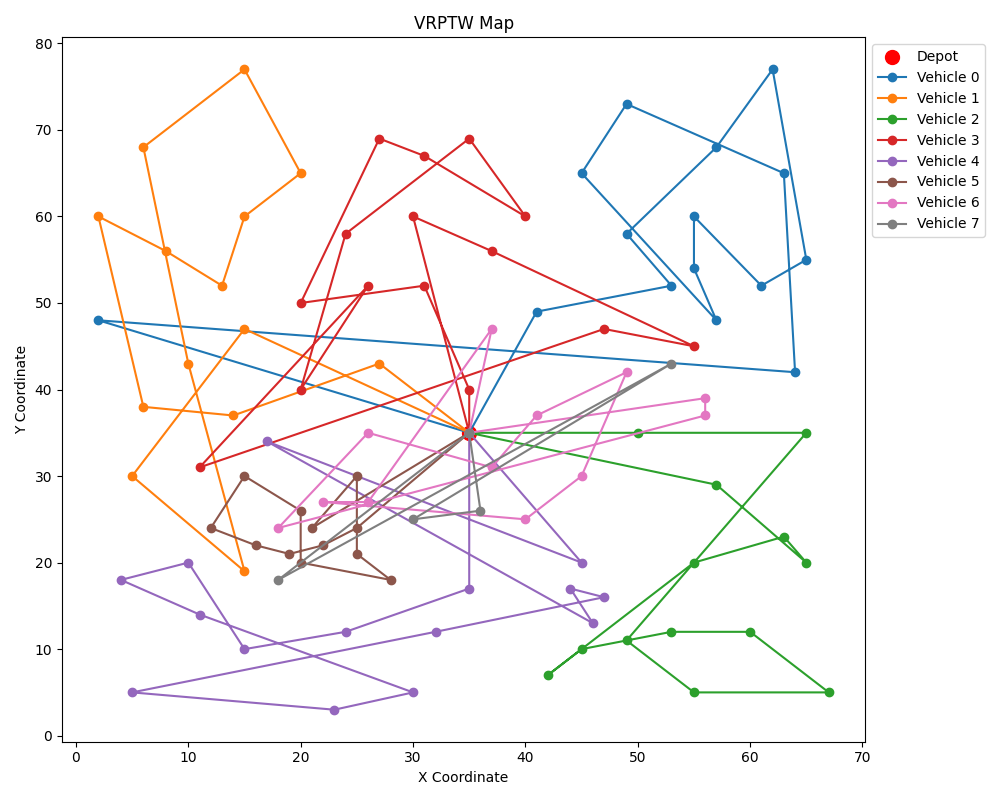 VRPTW Map
Depot
Vehicle 0
Vehicle 1
Vehicle 2
Vehicle 3
Vehicle 4
Vehicle 5
Vehicle 6
Vehicle 7
80
70
60
50
40
30
20
10
0
Y Coordinate
0 10 20 30 40 50 60 70
X Coordinate